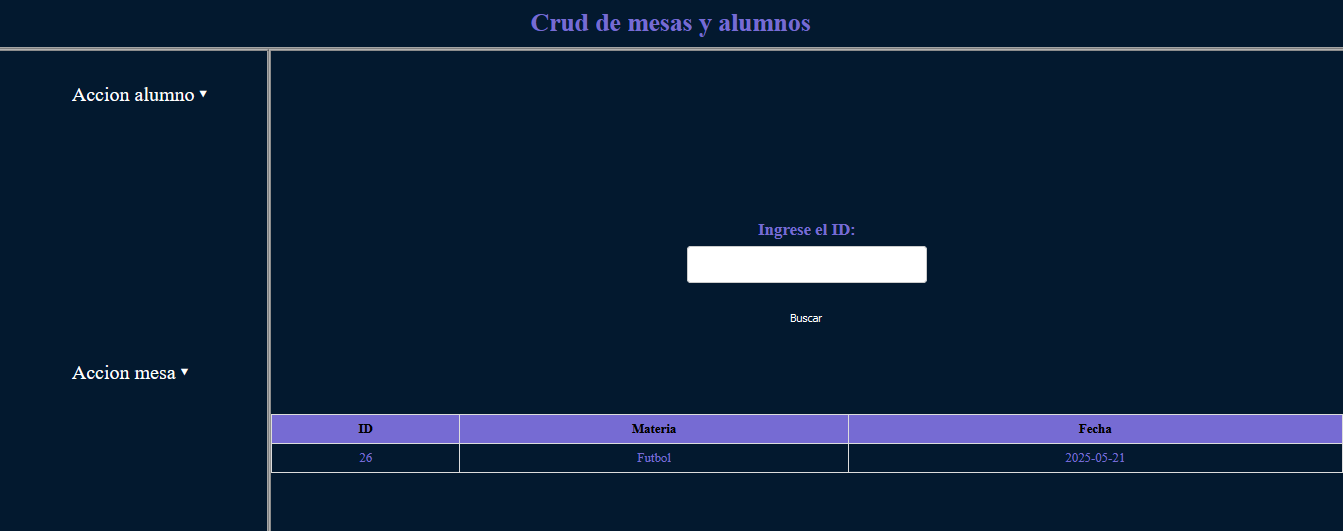 Crud de mesas y alumnos
Accion alumno ▼
Ingrese el ID:
Buscar
Accion mesa ▼
ID Materia Fecha
26 Futbol 2025-05-21